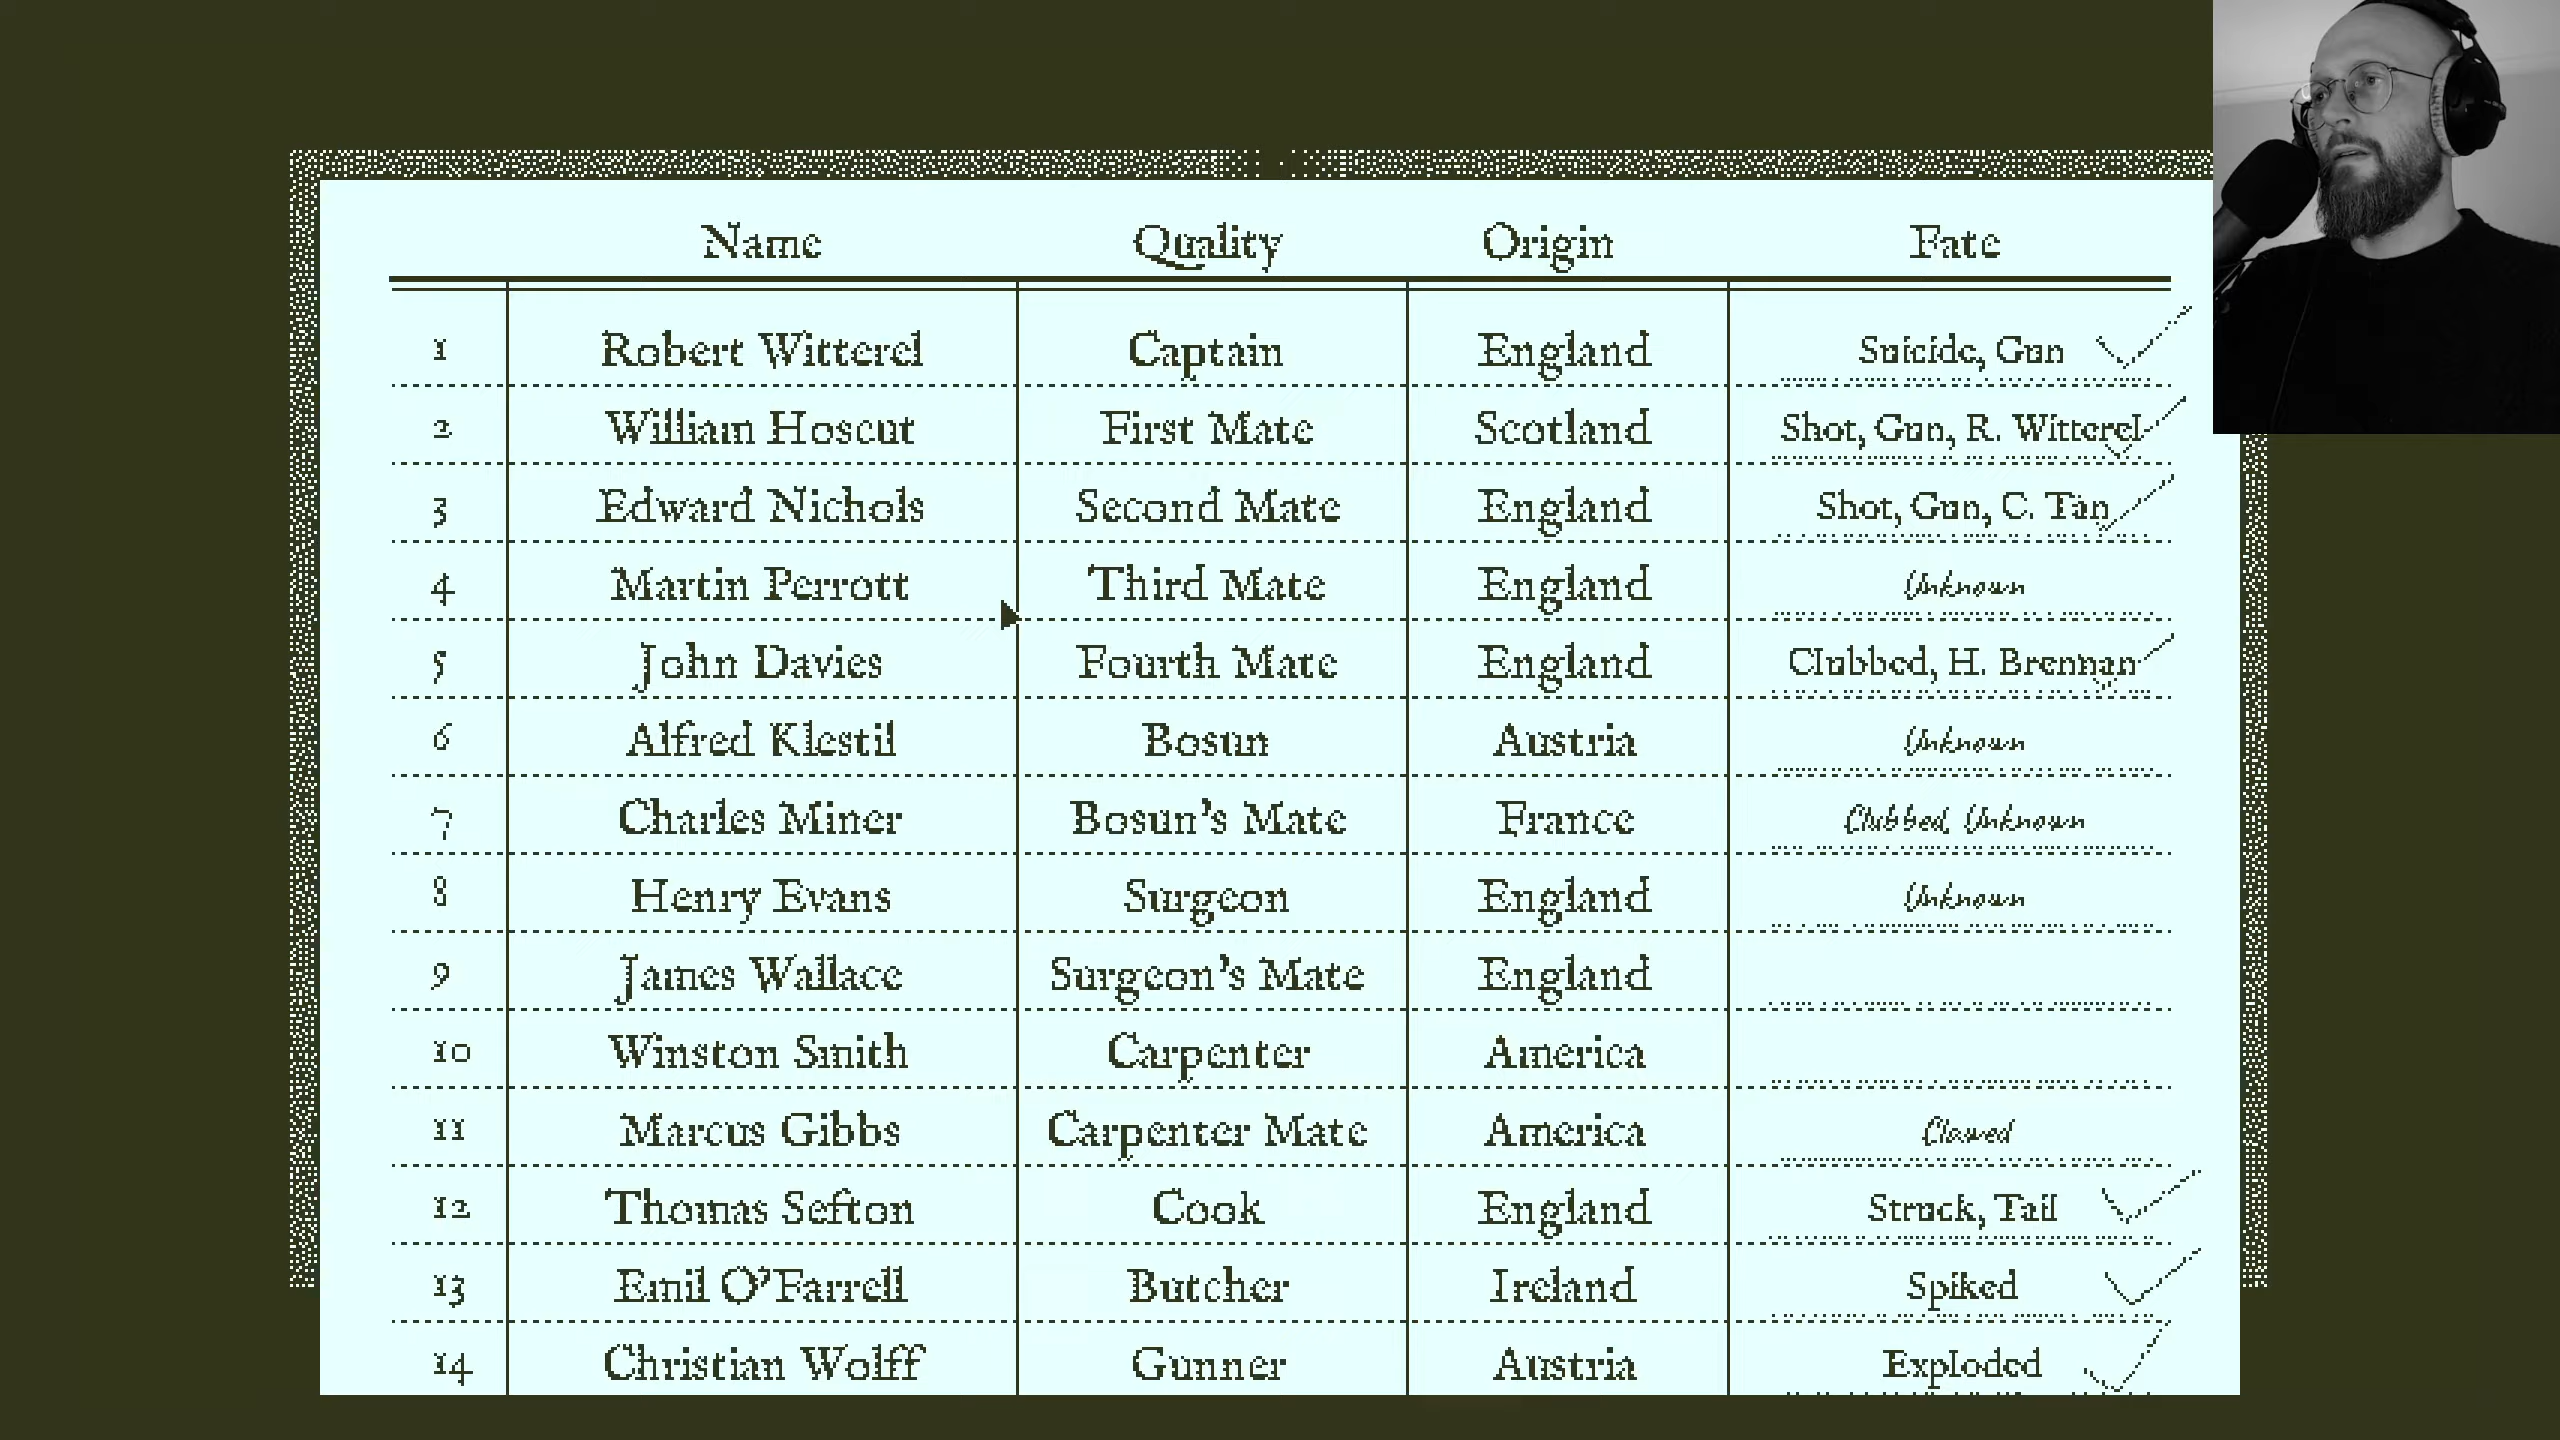 Name Quality Origin Fate
1 Robert Witterel Captain England Suicide, Gun
2 William Hoscut First Mate Scotland Shot, Gun, R. Witterel
3 Edward Nichols Second Mate England Shot, Gun, C. Tan
4 Martin Perrott Third Mate England Unknown
5 John Davies Fourth Mate England Clubbed, H. Brennan
6 Alfred Klestil Bosun Austria Unknown
7 Charles Miner Bosun's Mate France Clubbed, Unknown
8 Henry Evans Surgeon England Unknown
9 James Wallace Surgeon's Mate England
10 Winston Smith Carpenter America
11 Marcus Gibbs Carpenter Mate America Clawed
12 Thomas Sefton Cook England Struck, Tail
13 Emil O'Farrell Butcher Ireland Spiked
14 Christian Wolff Gunner Austria Exploded